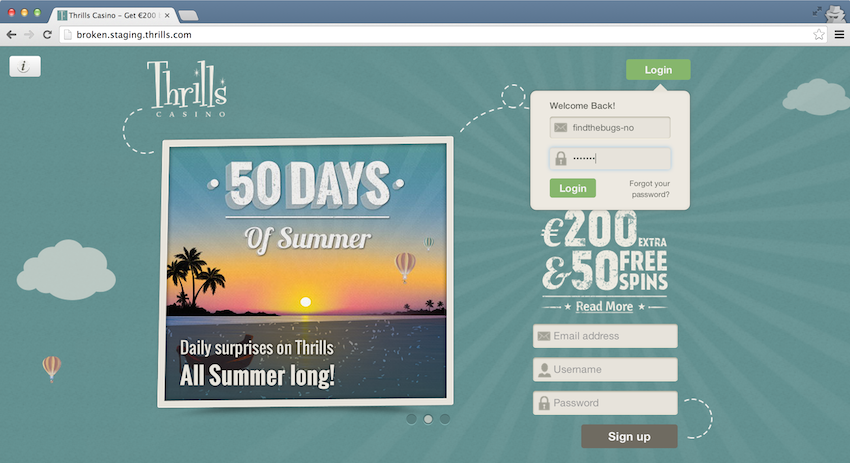 Thrills Casino – Get €200
broken.staging.thrills.com
i
Thrills
CASINO
Login
Welcome Back!
findthebugs-no
Login
Forgot your
password?
50 DAYS
Of Summer
Daily surprises on Thrills
All Summer long!
€200 EXTRA
&50 FREE
SPINS
Read More
Email address
Username
Password
Sign up